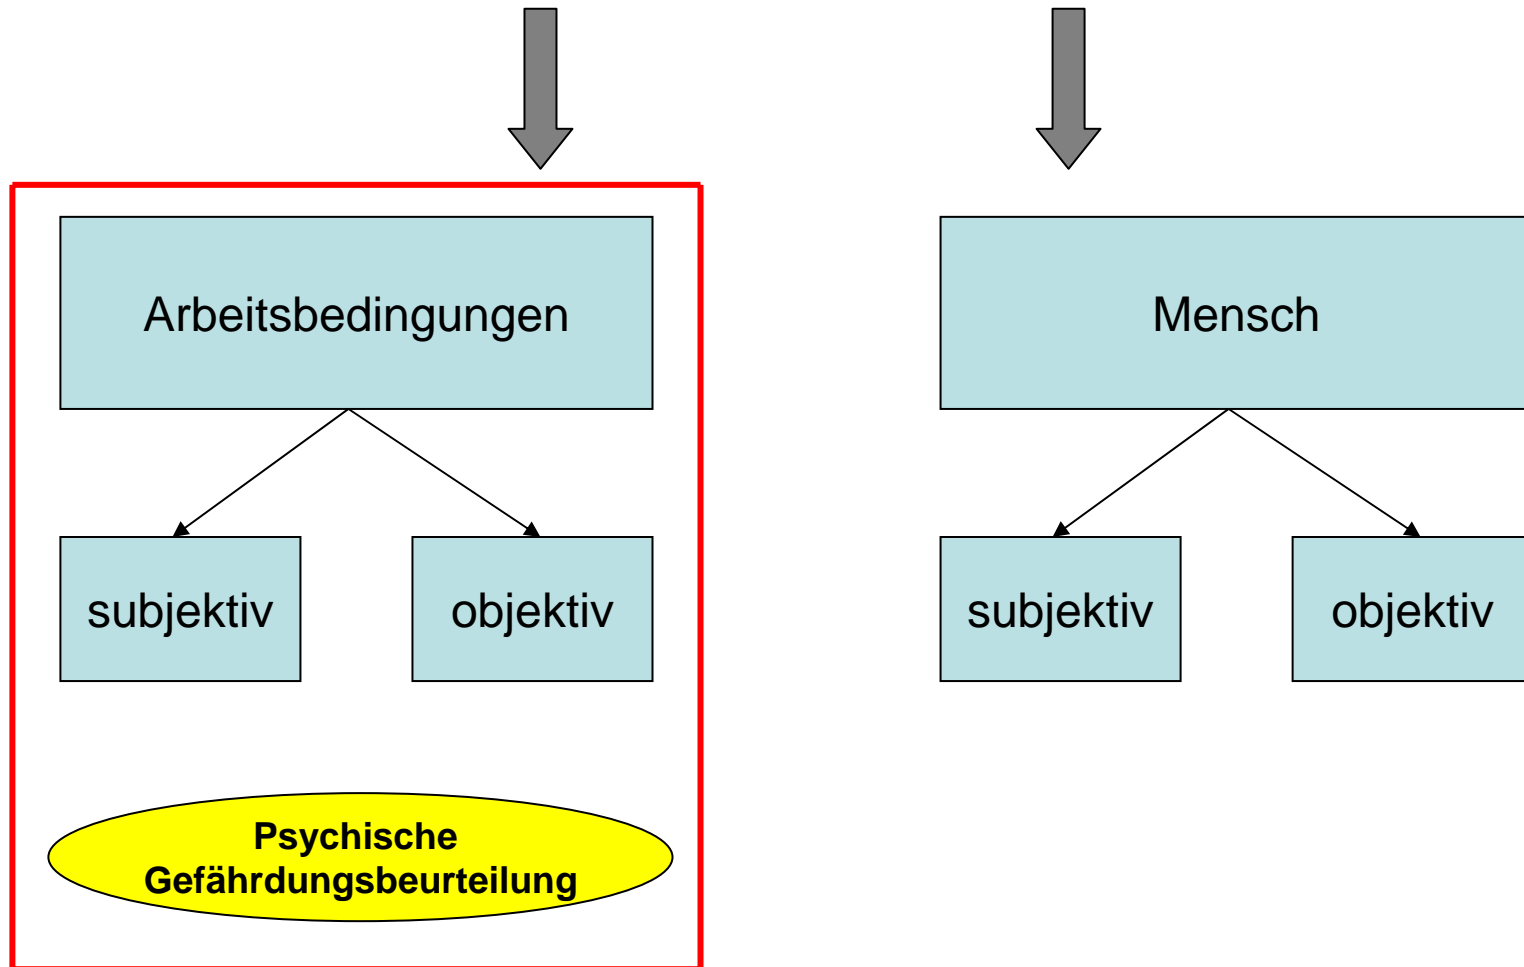 Arbeitsbedingungen
Mensch
subjektiv
objektiv
subjektiv
objektiv
Psychische
Gefährdungsbeurteilung